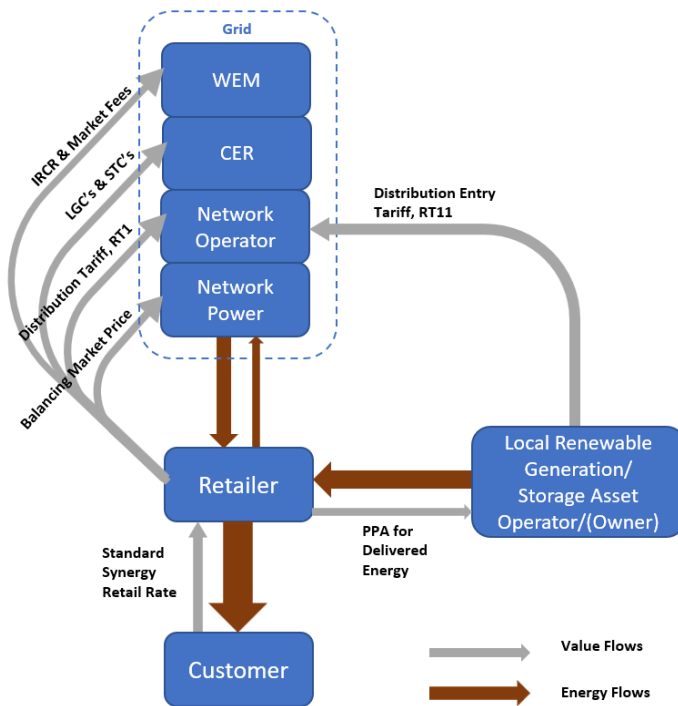 Grid
WEM
CER
Network
Operator
Network
Power
IRCR & Market Fees
LGC's & STC's
Distribution Tariff, RT1
Balancing Market Price
Distribution Entry
Tariff, RT11
Retailer
Local Renewable
Generation/
Storage Asset
Operator/(Owner)
PPA for
Delivered
Energy
Standard
Synergy
Retail Rate
Customer
Value Flows
Energy Flows